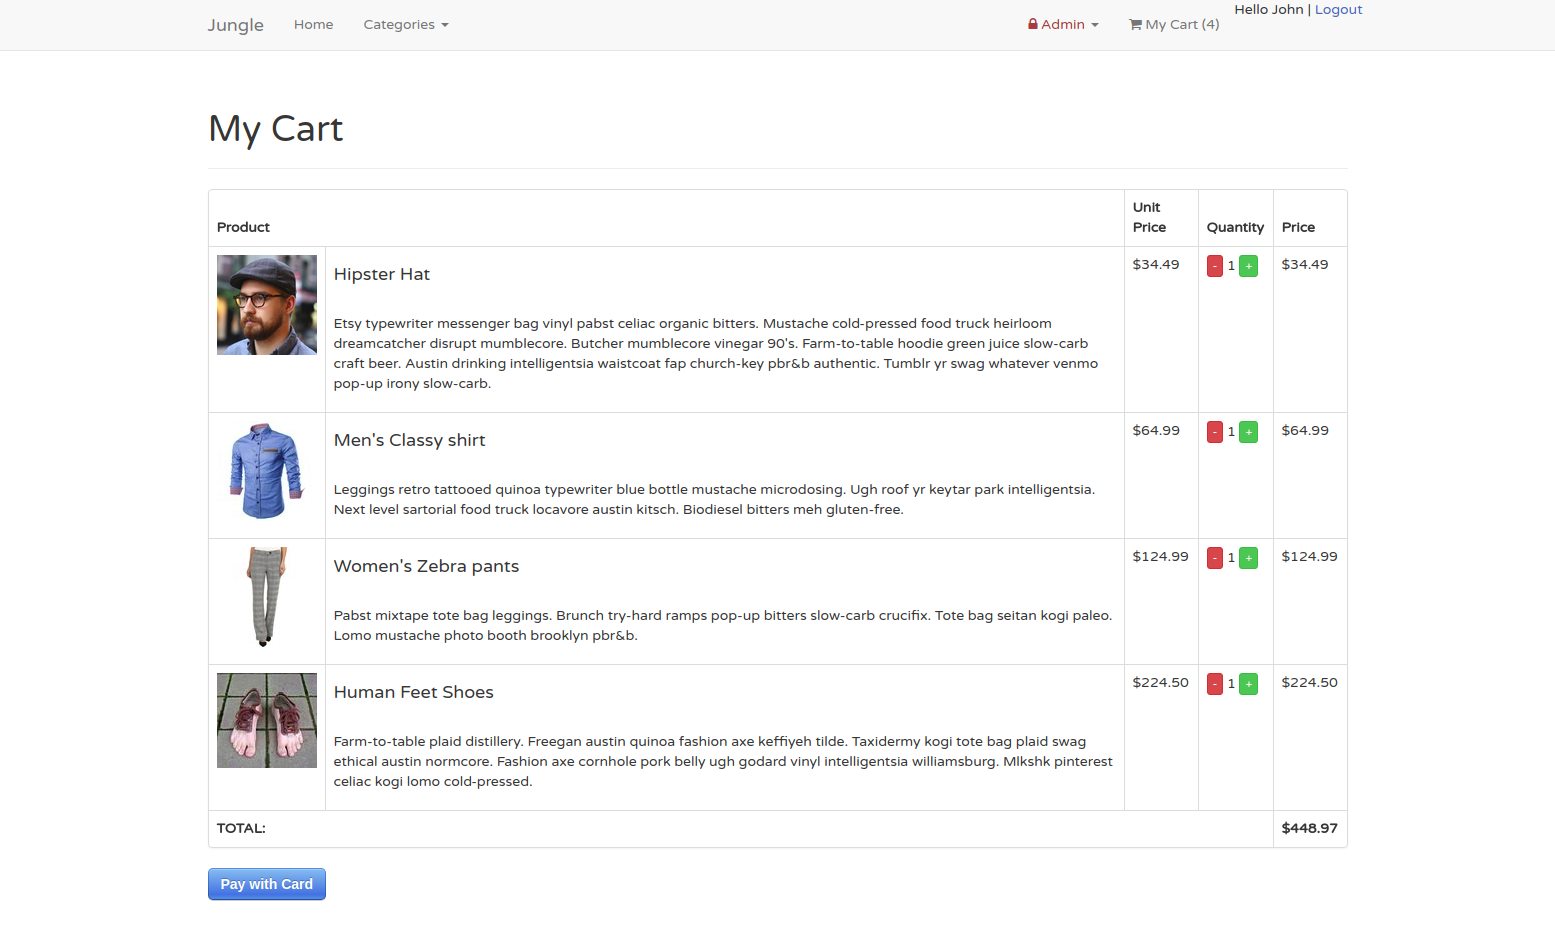 Jungle Home Categories Admin My Cart (4) Hello John | Logout
My Cart
Product Unit Price Quantity Price
Hipster Hat $34.49 - 1 + $34.49
Etsy typewriter messenger bag vinyl pabst celiac organic bitters. Mustache cold-pressed food truck heirloom
dreamcatcher disrupt mumblecore. Butcher mumblecore vinegar 90's. Farm-to-table hoodie green juice slow-carb
craft beer. Austin drinking intelligentsia waistcoat fap church-key pbr&b authentic. Tumblr yr swag whatever venmo
pop-up irony slow-carb.
Men's Classy shirt $64.99 - 1 + $64.99
Leggings retro tattooed quinoa typewriter blue bottle mustache microdosing. Ugh roof yr keytar park intelligentsia.
Next level sartorial food truck locavore austin kitsch. Biodiesel bitters meh gluten-free.
Women's Zebra pants $124.99 - 1 + $124.99
Pabst mixtape tote bag leggings. Brunch try-hard ramps pop-up bitters slow-carb crucifix. Tote bag seitan kogi paleo.
Lomo mustache photo booth brooklyn pbr&b.
Human Feet Shoes $224.50 - 1 + $224.50
Farm-to-table plaid distillery. Freegan austin quinoa fashion axe keffiyeh tilde. Taxidermy kogi tote bag plaid swag
ethical austin normcore. Fashion axe cornhole pork belly ugh godard vinyl intelligentsia williamsburg. Mlkshk pinterest
celiac kogi lomo cold-pressed.
TOTAL: $448.97
Pay with Card